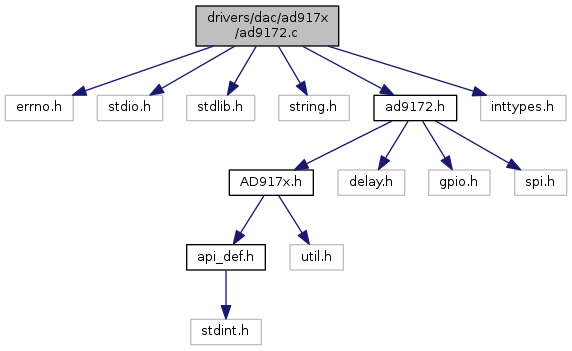 drivers/dac/ad917x
/ad9172.c
errno.h
stdio.h
stdlib.h
string.h
ad9172.h
inttypes.h
AD917x.h
delay.h
gpio.h
spi.h
api_def.h
util.h
stdint.h